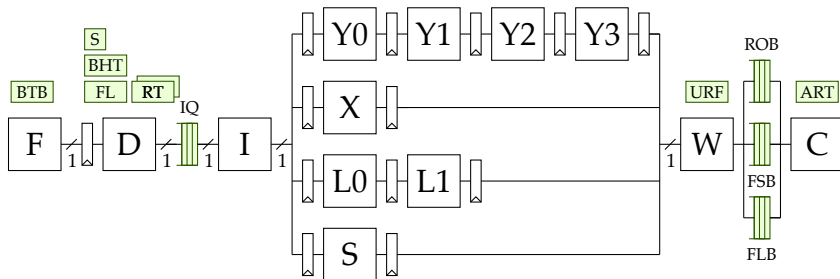 S
BHT
BTB FL RT
IQ
F 1 D 1 1 I 1
Y0 Y1 Y2 Y3
X
L0 L1
S
1 W C
URF ART
ROB
FSB
FLB